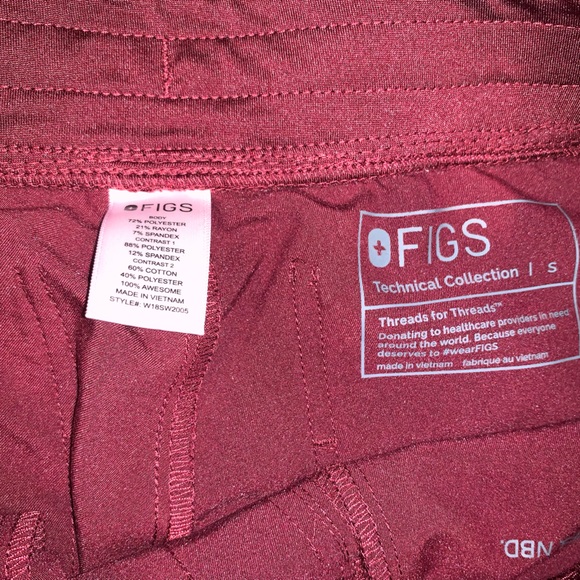 FIGS
BODY
72% POLYESTER
21% RAYON
7% SPANDEX
CONTRAST 1
88% POLYESTER
12% SPANDEX
CONTRAST 2
60% COTTON
40% POLYESTER
100% AWESOME
MADE IN VIETNAM
STYLE#: W18SW2005
FIGS
Technical Collection | S
Threads for Threads™
Donating to healthcare providers in need
around the world. Because everyone
deserves to #wearFIGS
made in vietnam fabriqué au vietnam
NBD.